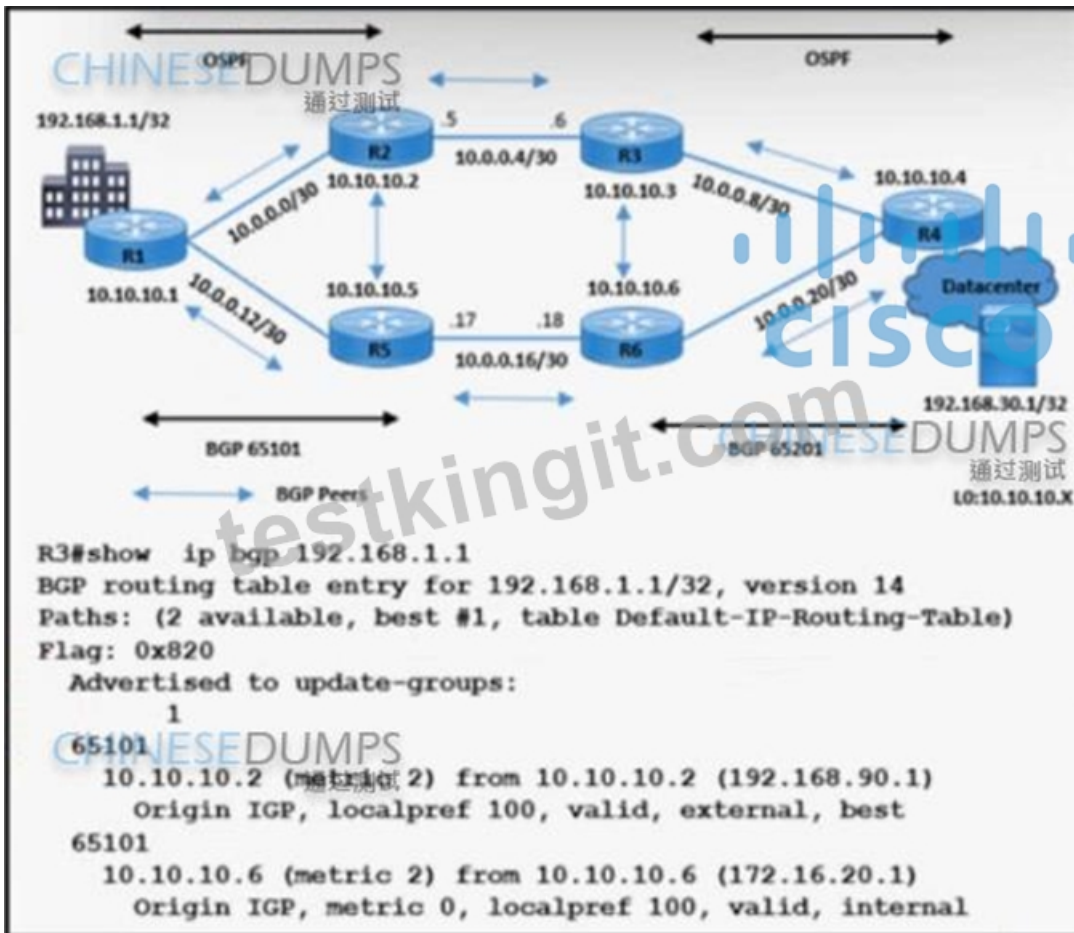 OSPF
OSPF
CHINESEDUMPS
通过测试
192.168.1.1/32
.5
.6
R2
10.0.0.4/30
R3
10.10.10.2
10.10.10.3
10.0.0.0/30
10.0.0.8/30
10.10.10.4
R4
R1
10.10.10.1
10.0.0.12/30
10.10.10.5
10.10.10.6
Datacenter
R5
.17
.18
10.0.0.16/30
R6
10.0.0.20/30
cisco
192.168.30.1/32
CHINESEDUMPS
通过测试
BGP 65101
BGP 65201
BGP Peers
L0:10.10.10.X
testkingit.com
R3#show ip bgp 192.168.1.1
BGP routing table entry for 192.168.1.1/32, version 14
Paths: (2 available, best #1, table Default-IP-Routing-Table)
Flag: 0x820
Advertised to update-groups:
1
CHINESEDUMPS
通过测试
65101
10.10.10.2 (metric 2) from 10.10.10.2 (192.168.90.1)
Origin IGP, localpref 100, valid, external, best
65101
10.10.10.6 (metric 2) from 10.10.10.6 (172.16.20.1)
Origin IGP, metric 0, localpref 100, valid, internal